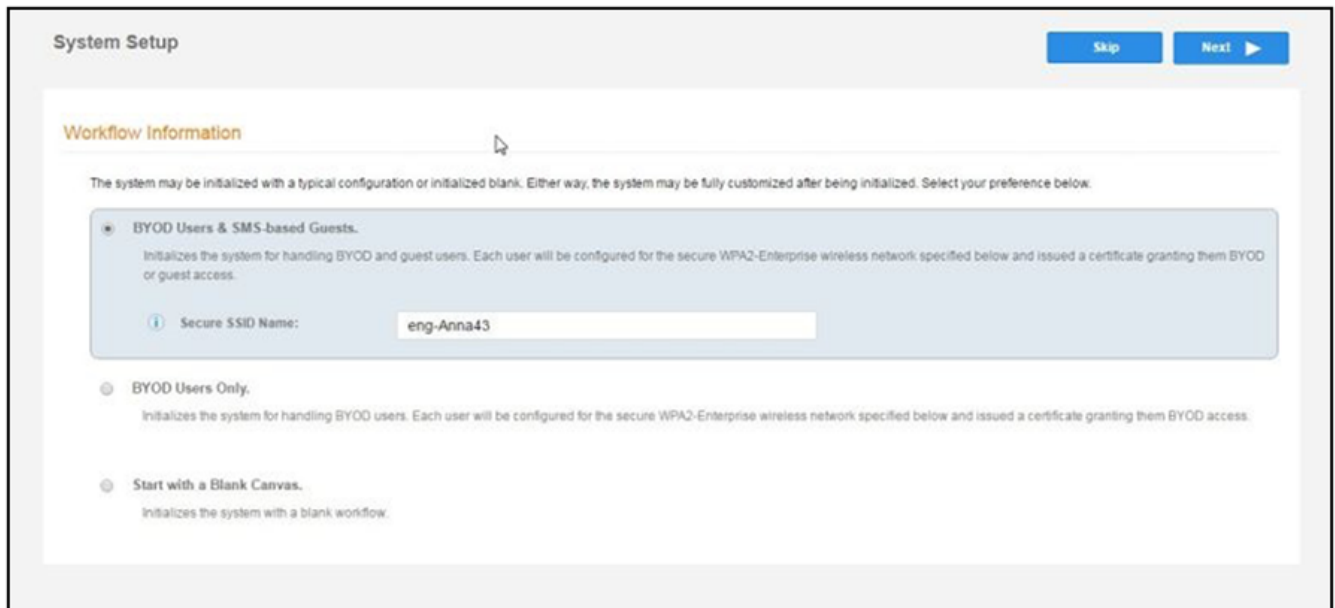 System Setup
Skip
Next
Workflow Information
The system may be initialized with a typical configuration or initialized blank. Either way, the system may be fully customized after being initialized. Select your preference below.
BYOD Users & SMS-based Guests.
Initializes the system for handling BYOD and guest users. Each user will be configured for the secure WPA2-Enterprise wireless network specified below and issued a certificate granting them BYOD
or guest access.
Secure SSID Name:
eng-Anna43
BYOD Users Only.
Initializes the system for handling BYOD users. Each user will be configured for the secure WPA2-Enterprise wireless network specified below and issued a certificate granting them BYOD access.
Start with a Blank Canvas.
Initializes the system with a blank workflow.